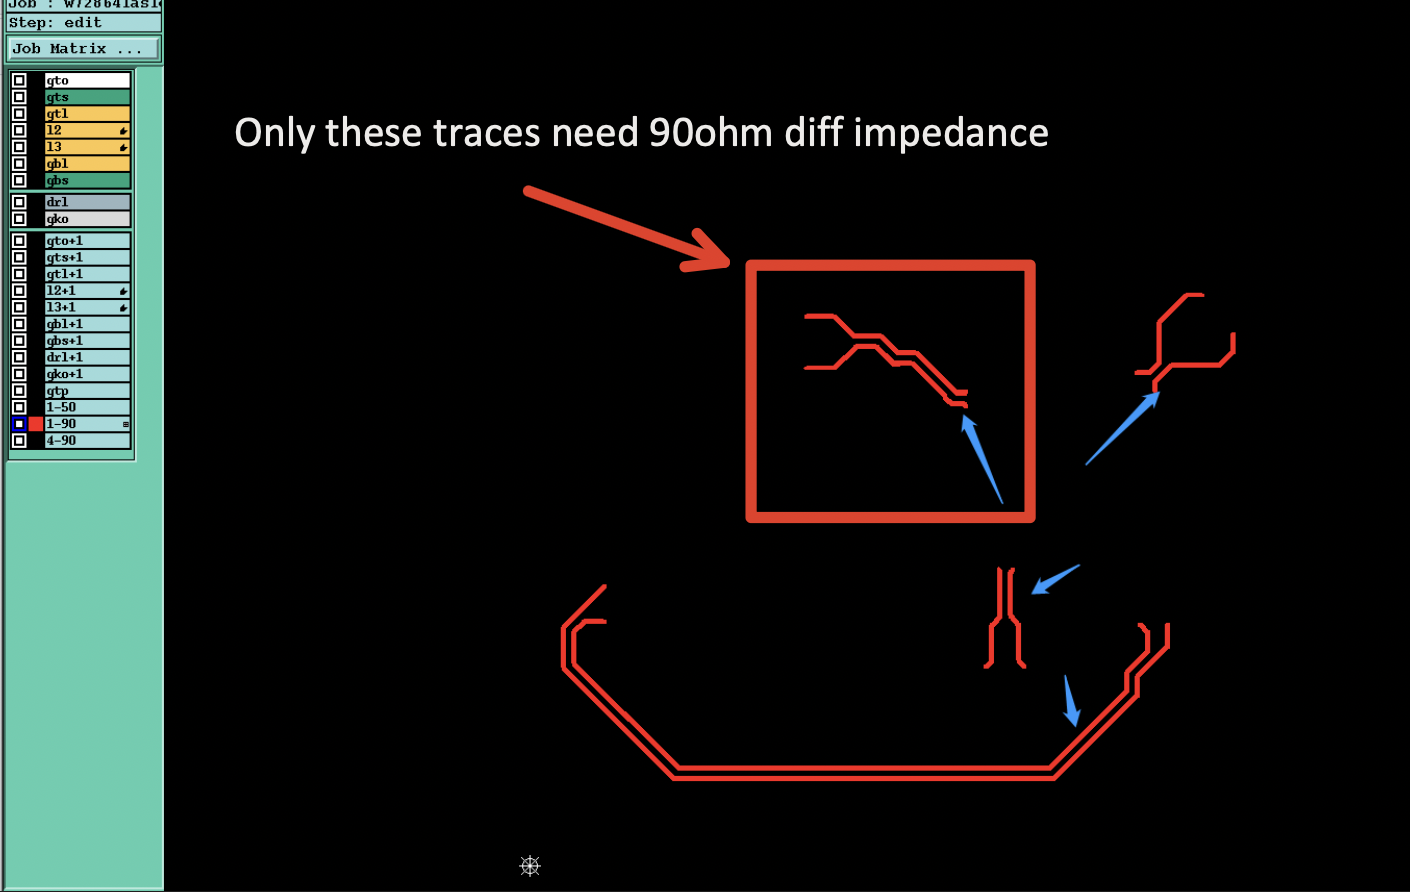 Job : w728641as1
Step: edit
Job Matrix ...
gto
gts
gtl
l2
l3
gbl
gbs
drl
gko
gto+1
gts+1
gtl+1
l2+1
l3+1
gbl+1
gbs+1
drl+1
gko+1
gtp
1-50
1-90
4-90
Only these traces need 90ohm diff impedance